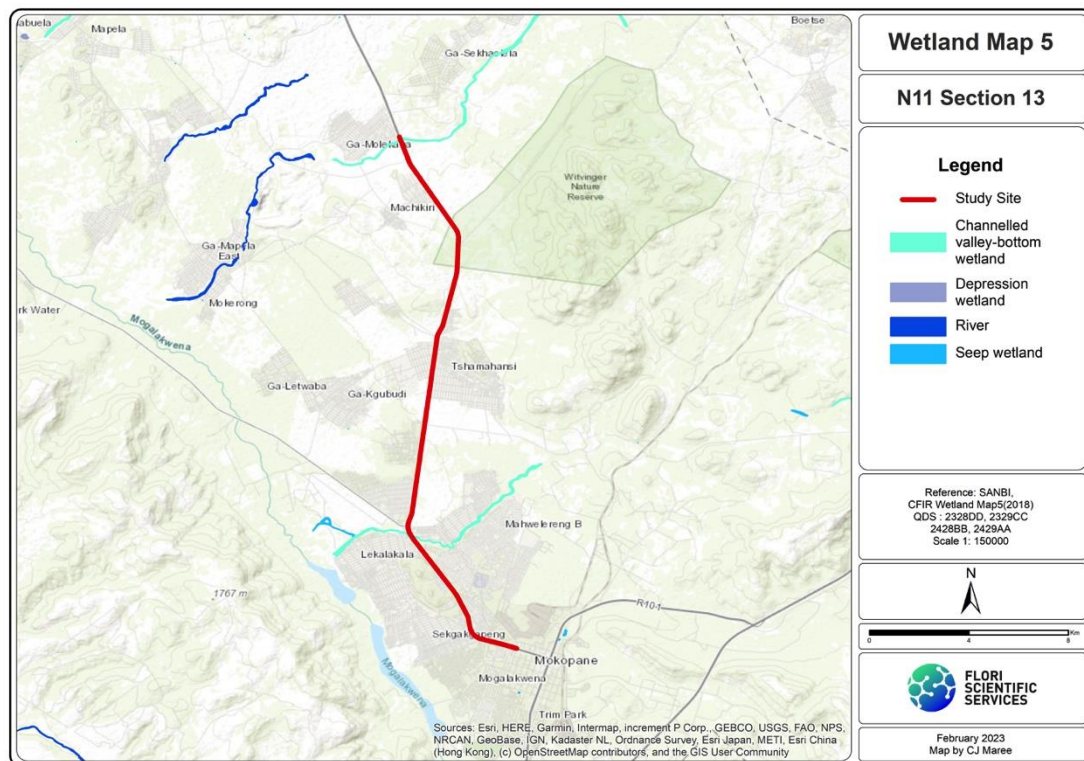 Mapela
Boetse
Ga-Sekhaolela
Ga-Molekana
Witvinger
Nature
Reserve
Machikiri
Ga-Mapela
East
Mokerong
rk Water
Mogalakwena
Tshamahansi
Ga-Letwaba
Ga-Kgubudi
Mahwelereng B
Lekalakala
1767 m
R101
Sekgakgapeng
Mokopane
Mogalakwena
Mogalakwena
Trim Park
Sources: Esri, HERE, Garmin, Intermap, increment P Corp., GEBCO, USGS, FAO, NPS,
NRCAN, GeoBase, IGN, Kadaster NL, Ordnance Survey, Esri Japan, METI, Esri China
(Hong Kong), (c) OpenStreetMap contributors, and the GIS User Community
Wetland Map 5
N11 Section 13
Legend
Study Site
Channelled
valley-bottom
wetland
Depression
wetland
River
Seep wetland
Reference: SANBI,
CFIR Wetland Map5(2018)
QDS : 2328DD, 2329CC
2428BB, 2429AA
Scale 1: 150000
N
Km
0 4 8
FLORI
SCIENTIFIC
SERVICES
February 2023
Map by CJ Maree